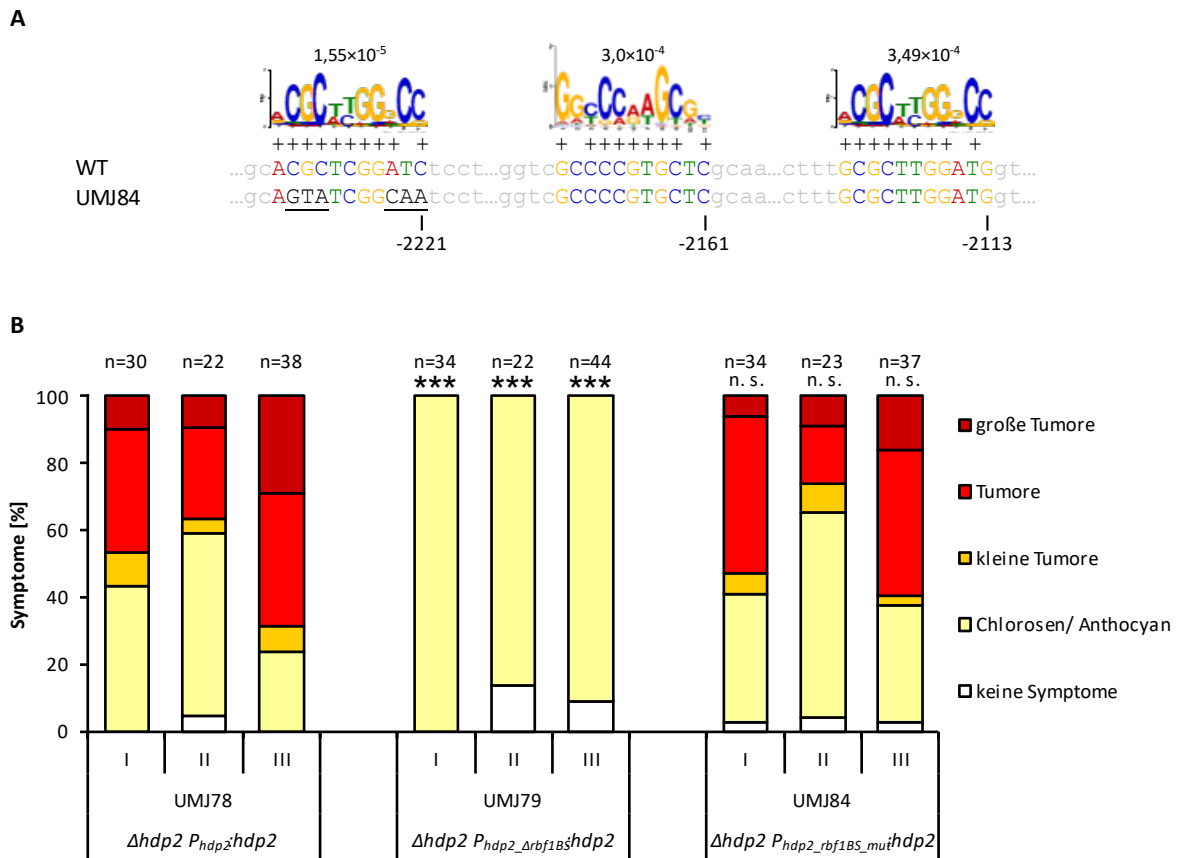 A
1,55×10-5 3,0×10-4 3,49×10-4
+++++++++ + + +++++++ + ++++++++ +
WT ...gcACGCTCGGATCtcct...ggtcGCCCCGTGCTCgcaa...ctttGCGCTTGGATGgt...
UMJ84 ...gcAGTATCGGCAAtcct...ggtcGCCCCGTGCTCgcaa...ctttGCGCTTGGATGgt...
-2221 -2161 -2113
B
n=30 n=22 n=38 n=34 n=22 n=44 n=34 n=23 n=37
*** *** *** n. s. n. s. n. s.
Symptome [%]
100
80
60
40
20
0
große Tumore
Tumore
kleine Tumore
Chlorosen/ Anthocyan
keine Symptome
I II III I II III I II III
UMJ78 UMJ79 UMJ84
Δhdp2 Phdp2:hdp2 Δhdp2 Phdp2_Δrbf1BS:hdp2 Δhdp2 Phdp2_rbf1BS_mut:hdp2